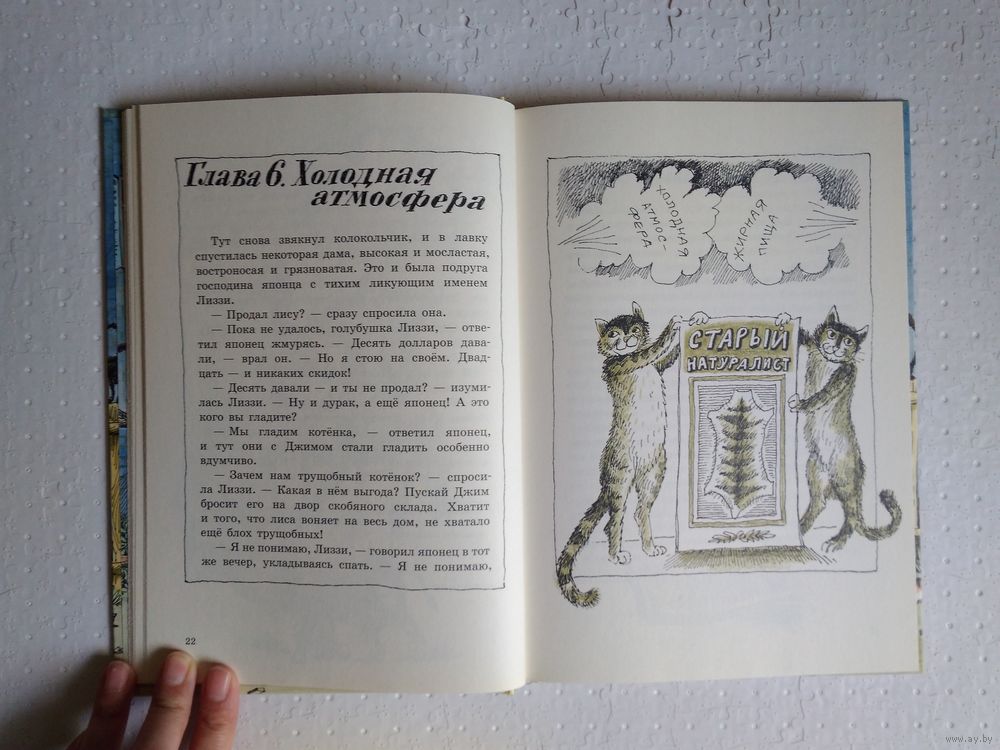 Глава 6. Холодная
атмосфера
Тут снова звякнул колокольчик, и в лавку
спустилась некоторая дама, высокая и мосластая,
востроносая и грязноватая. Это и была подруга
господина японца с тихим ликующим именем
Лиззи.
— Продал лису? — сразу спросила она.
— Пока не удалось, голубушка Лиззи, — отве-
тил японец жмурясь. — Десять долларов дава-
ли, — врал он. — Но я стою на своём. Двад-
цать — и никаких скидок!
— Десять давали — и ты не продал? — изуми-
лась Лиззи. — Ну и дурак, а ещё японец! А это
кого вы гладите?
— Мы гладим котёнка, — ответил японец,
и тут они с Джимом стали гладить особенно
вдумчиво.
— Зачем нам трущобный котёнок? — спроси-
ла Лиззи. — Какая в нём выгода? Пускай Джим
бросит его на двор скобяного склада. Хватит
и того, что лиса воняет на весь дом, не хватало
ещё блох трущобных!
— Я не понимаю, Лиззи, — говорил японец в тот
же вечер, укладываясь спать. — Я не понимаю,
22
ХОЛОДНАЯ
АТМОС-
ФЕРА
ЖИРНАЯ
ПИЩА
СТАРЫЙ
НАТУРАЛИСТ
www.ay.by